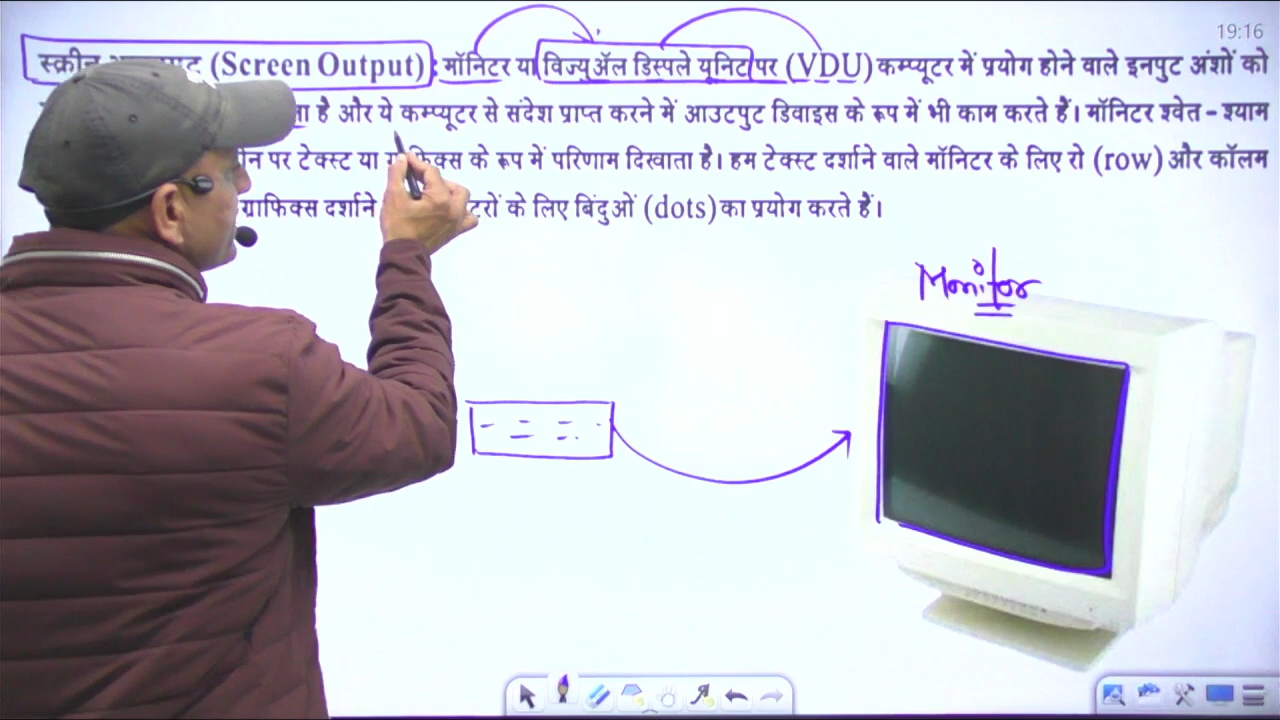 19:16
स्क्रीन (Screen Output) : मॉनिटर या विज्युॲल डिस्पले यूनिट पर (VDU) कम्प्यूटर में प्रयोग होने वाले इनपुट अंशों को
है और ये कम्प्यूटर से संदेश प्राप्त करने में आउटपुट डिवाइस के रूप में भी काम करते हैं। मॉनिटर श्वेत - श्याम
पर टेक्स्ट या के रूप में परिणाम दिखाता है। हम टेक्स्ट दर्शाने वाले मॉनिटर के लिए रो (row) और कॉलम
ग्राफिक्स दर्शाने के लिए बिंदुओं (dots) का प्रयोग करते हैं।
Monitor